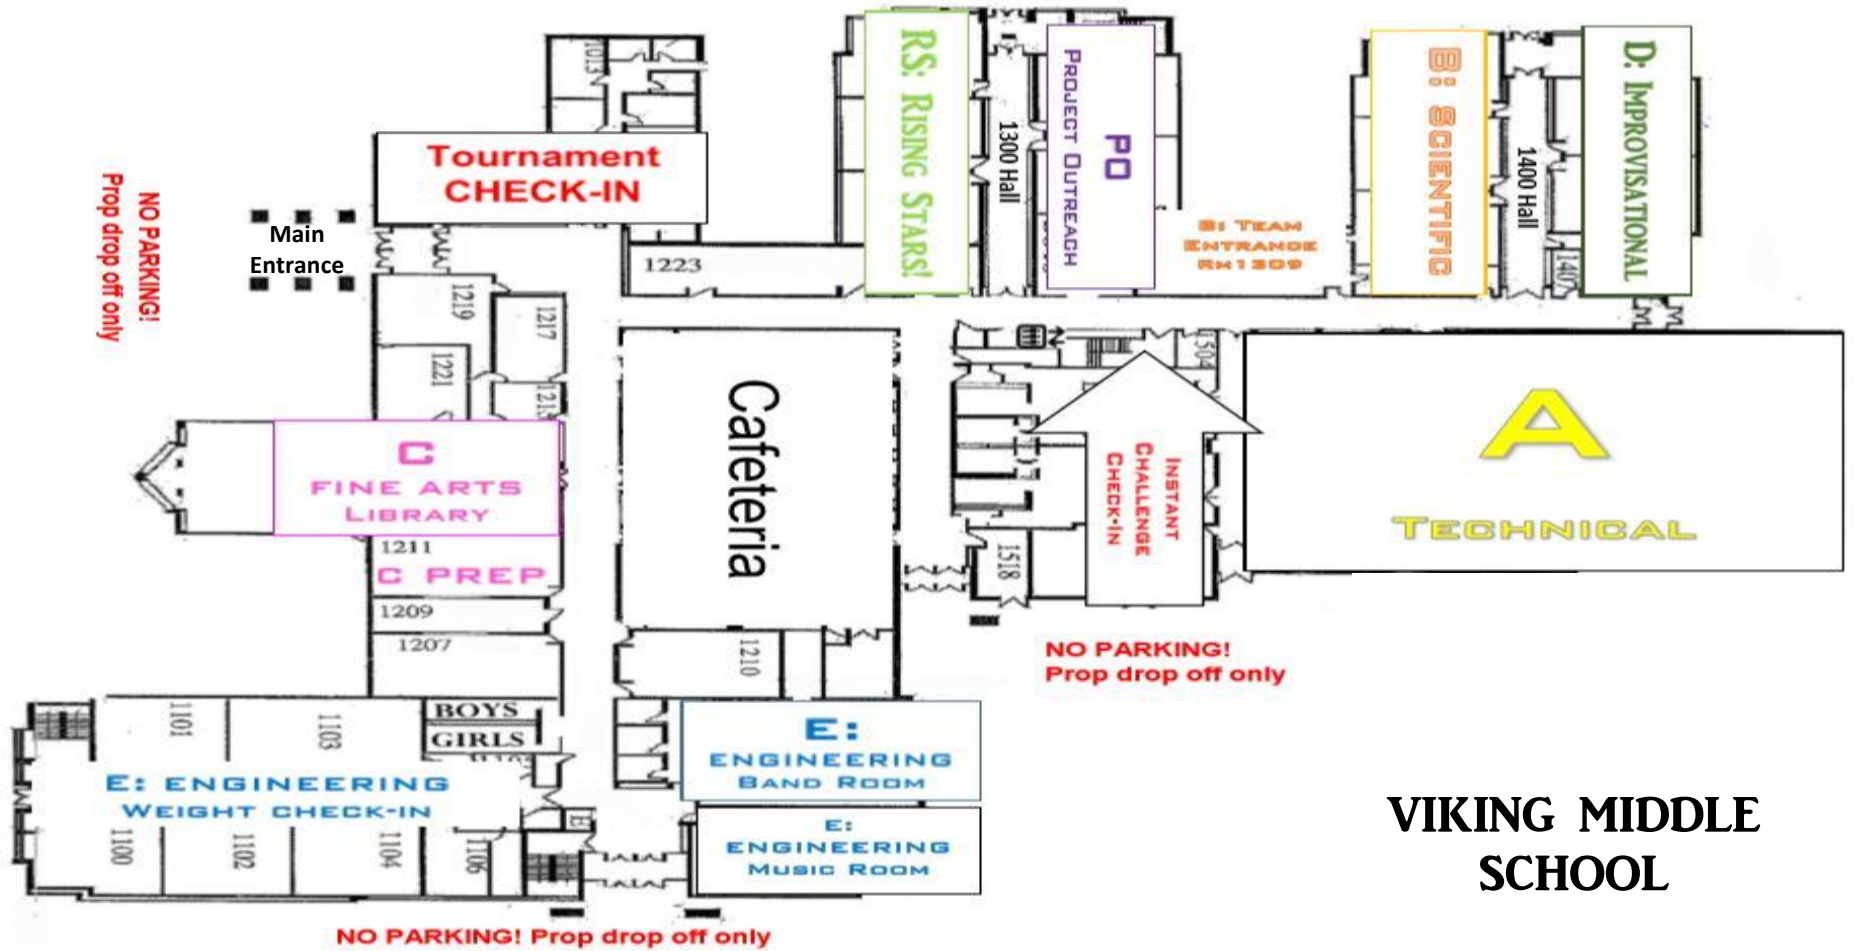 1013
Tournament
CHECK-IN
NO PARKING!
Prop drop off only
Main
Entrance
RS: RISING STARS!
1300 Hall
PO
PROJECT OUTREACH
B: TEAM
ENTRANCE
RM1309
B: SCIENTIFIC
1400 Hall
1407
D: IMPROVISATIONAL
1223
1219
1217
1221
1215
Cafeteria
1504
A
TECHNICAL
C
FINE ARTS
LIBRARY
1211
C PREP
1209
1207
INSTANT
CHALLENGE
CHECK-IN
1518
NO PARKING!
Prop drop off only
1210
BOYS
GIRLS
1101
1103
E: ENGINEERING
WEIGHT CHECK-IN
1100
1102
1104
1106
E
E:
ENGINEERING
BAND ROOM
E:
ENGINEERING
MUSIC ROOM
NO PARKING! Prop drop off only
VIKING MIDDLE
SCHOOL